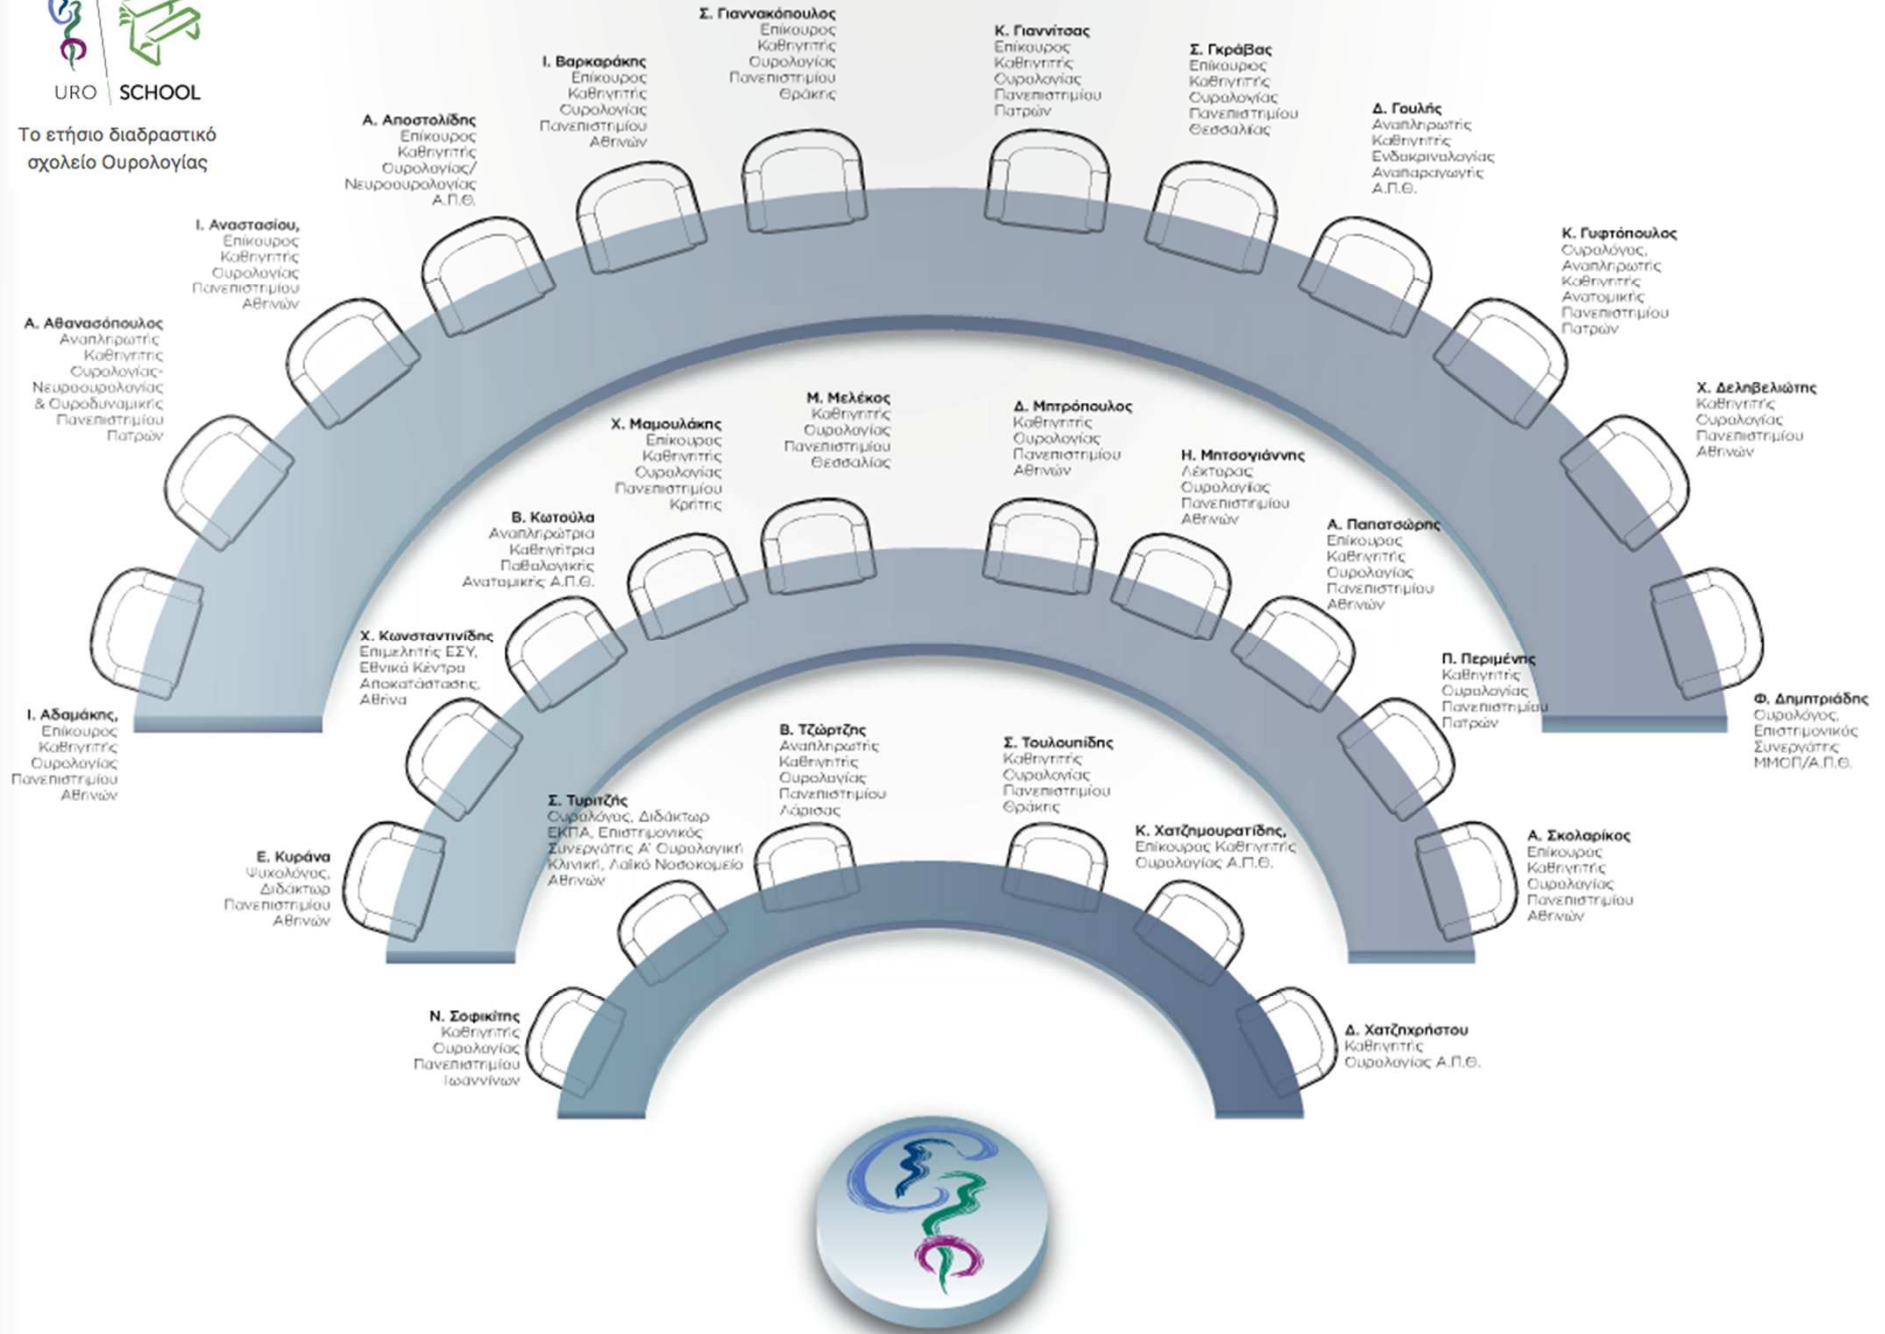 URO SCHOOL
Το ετήσιο διαδραστικό
σχολείο Ουρολογίας
Ι. Αδαμάκης,
Επίκουρος
Καθηγητής
Ουρολογίας
Πανεπιστημίου
Αθηνών
Α. Αθανασόπουλος
Αναπληρωτής
Καθηγητής
Ουρολογίας-
Νευροουρολογίας
& Ουροδυναμικής
Πανεπιστημίου
Πατρών
Ι. Αναστασίου,
Επίκουρος
Καθηγητής
Ουρολογίας
Πανεπιστημίου
Αθηνών
Α. Αποστολίδης
Επίκουρος
Καθηγητής
Ουρολογίας/
Νευροουρολογίας
Α.Π.Θ.
Ι. Βαρκαράκης
Επίκουρος
Καθηγητής
Ουρολογίας
Πανεπιστημίου
Αθηνών
Σ. Γιαννακόπουλος
Επίκουρος
Καθηγητής
Ουρολογίας
Πανεπιστημίου
Θράκης
Κ. Γιαννίτσας
Επίκουρος
Καθηγητής
Ουρολογίας
Πανεπιστημίου
Πατρών
Σ. Γκράβας
Επίκουρος
Καθηγητής
Ουρολογίας
Πανεπιστημίου
Θεσσαλίας
Δ. Γουλής
Αναπληρωτής
Καθηγητής
Ενδοκρινολογίας
Αναπαραγωγής
Α.Π.Θ.
Κ. Γυφτόπουλος
Ουρολόγος,
Αναπληρωτής
Καθηγητής
Ανατομικής
Πανεπιστημίου
Πατρών
Χ. Δεληβελιώτης
Καθηγητής
Ουρολογίας
Πανεπιστημίου
Αθηνών
Φ. Δημητριάδης
Ουρολόγος,
Επιστημονικός
Συνεργάτης
ΜΜΟΠ/Α.Π.Θ.
Ε. Κυράνα
Ψυχολόγος,
Διδάκτωρ
Πανεπιστημίου
Αθηνών
Χ. Κωνσταντινίδης
Επιμελητής ΕΣΥ,
Εθνικό Κέντρο
Αποκατάστασης,
Αθήνα
Β. Κωτούλα
Αναπληρώτρια
Καθηγήτρια
Παθολογικής
Ανατομικής Α.Π.Θ.
Χ. Μαμουλάκης
Επίκουρος
Καθηγητής
Ουρολογίας
Πανεπιστημίου
Κρήτης
Μ. Μελέκος
Καθηγητής
Ουρολογίας
Πανεπιστημίου
Θεσσαλίας
Δ. Μητρόπουλος
Καθηγητής
Ουρολογίας
Πανεπιστημίου
Αθηνών
Η. Μητσογιάννης
Λέκτορας
Ουρολογίιας
Πανεπιστημίου
Αθηνών
Α. Παπατσώρης
Επίκουρος
Καθηγητής
Ουρολογίας
Πανεπιστημίου
Αθηνών
Π. Περιμένης
Καθηγητής
Ουρολογίας
Πανεπιστημίου
Πατρών
Α. Σκολαρίκος
Επίκουρος
Καθηγητής
Ουρολογίας
Πανεπιστημίου
Αθηνών
Ν. Σοφικίτης
Καθηγητής
Ουρολογίας
Πανεπιστημίου
Ιωαννίνων
Σ. Τυριτζής
Ουρολόγος, Διδάκτωρ
ΕΚΠΑ, Επιστημονικός
Συνεργάτης Α' Ουρολογική
Κλινική, Λαϊκό Νοσοκομείο
Αθηνών
Β. Τζώρτζης
Αναπληρωτής
Καθηγητής
Ουρολογίας
Πανεπιστημίου
Λάρισας
Σ. Τουλουπίδης
Καθηγητής
Ουρολογίας
Πανεπιστημίου
Θράκης
Κ. Χατζημουρατίδης,
Επίκουρος Καθηγητής
Ουρολογίας Α.Π.Θ.
Δ. Χατζηχρήστου
Καθηγητής
Ουρολογίας Α.Π.Θ.